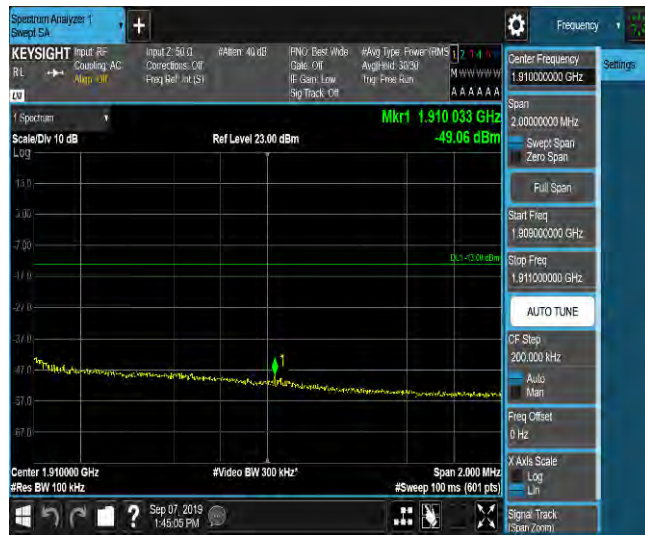 Spectrum Analyzer 1
Swept SA
+
Frequency
KEYSIGHT
RL
Input: RF
Coupling: AC
Align: Off
Input Z: 50 Ω
Corrections: Off
Freq Ref: Int (S)
#Atten: 40 dB
PNO: Best Wide
Gate: Off
IF Gain: Low
Sig Track: Off
#Avg Type: Power (RMS
Avg|Hold: 30/30
Trig: Free Run
M W W W W W
A A A A A A
LW
1 Spectrum
Scale/Div 10 dB
Log
Ref Level 23.00 dBm
Mkr1 1.910 033 GHz
-49.06 dBm
13.0
3.00
-7.00
-17.0
-27.0
-37.0
-47.0
-57.0
-67.0
DL1 -13.00 dBm
1
Center 1.910000 GHz
#Res BW 100 kHz
#Video BW 300 kHz*
Span 2.000 MHz
#Sweep 100 ms (601 pts)
Sep 07, 2019
1:45:05 PM
Center Frequency
1.910000000 GHz
Span
2.00000000 MHz
Swept Span
Zero Span
Full Span
Start Freq
1.909000000 GHz
Stop Freq
1.911000000 GHz
AUTO TUNE
CF Step
200.000 kHz
Auto
Man
Freq Offset
0 Hz
X Axis Scale
Log
Lin
Signal Track
(Span Zoom)
Settings